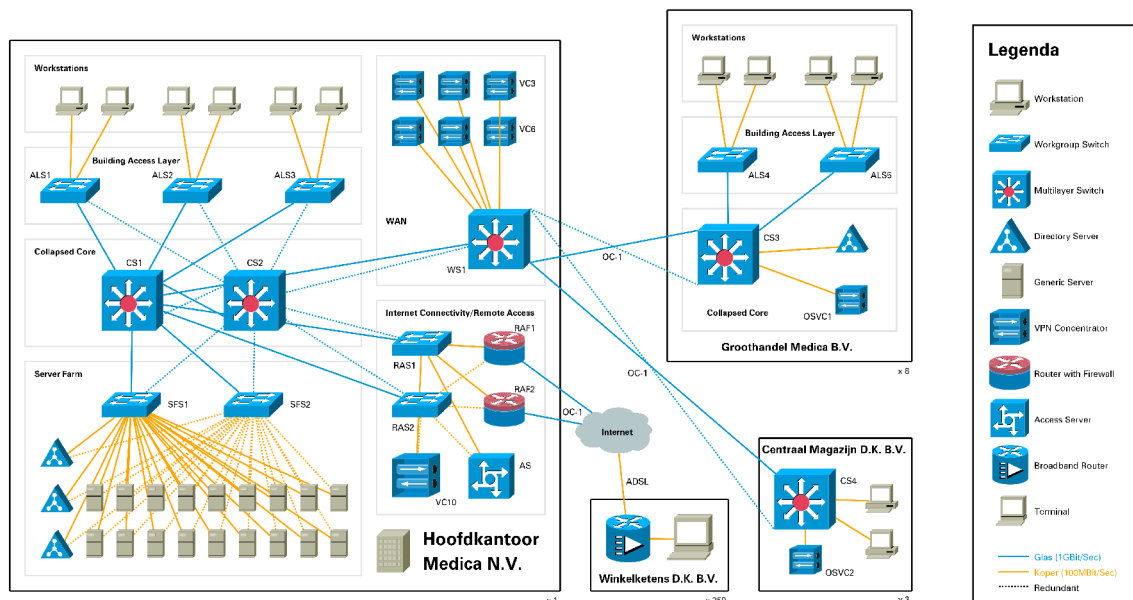 Workstations
Building Access Layer
ALS1
ALS2
ALS3
Collapsed Core
CS1
CS2
Server Farm
SFS1
SFS2
VC3
VC6
WAN
WS1
Internet Connectivity/Remote Access
RAS1
RAF1
RAF2
RAS2
VC10
AS
Hoofdkantoor
Medica N.V.
x 1
OC-1
OC-1
OC-1
Internet
ADSL
Winkelketens D.K. B.V.
x 250
Workstations
Building Access Layer
ALS4
ALS5
CS3
OSVC1
Collapsed Core
Groothandel Medica B.V.
x 6
Centraal Magazijn D.K. B.V.
CS4
OSVC2
x 3
Legenda
Workstation
Workgroup Switch
Multilayer Switch
Directory Server
Generic Server
VPN Concentrator
Router with Firewall
Access Server
Broadband Router
Terminal
Glas (1GBit/Sec)
Koper (100MBit/Sec)
Redundant